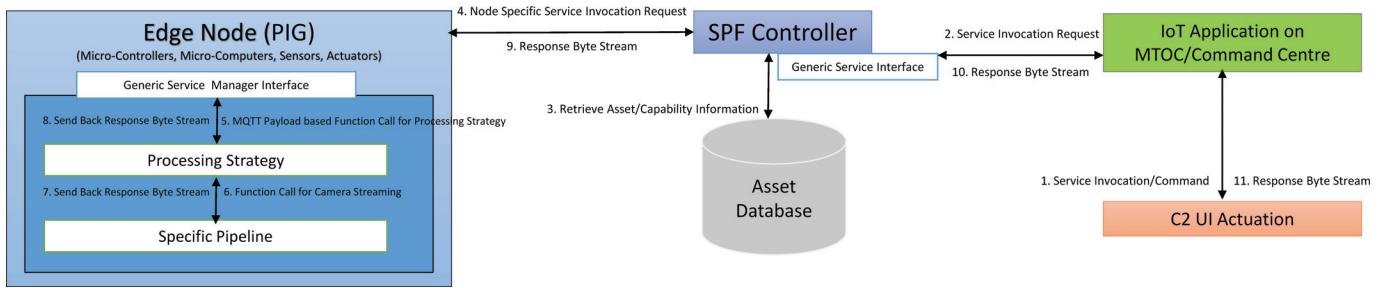 Edge Node (PIG)
(Micro-Controllers, Micro-Computers, Sensors, Actuators)
Generic Service Manager Interface
8. Send Back Response Byte Stream
5. MQTT Payload based Function Call for Processing Strategy
Processing Strategy
7. Send Back Response Byte Stream
6. Function Call for Camera Streaming
Specific Pipeline
4. Node Specific Service Invocation Request
9. Response Byte Stream
SPF Controller
Generic Service Interface
3. Retrieve Asset/Capability Information
Asset
Database
2. Service Invocation Request
10. Response Byte Stream
IoT Application on
MTOC/Command Centre
1. Service Invocation/Command
11. Response Byte Stream
C2 UI Actuation